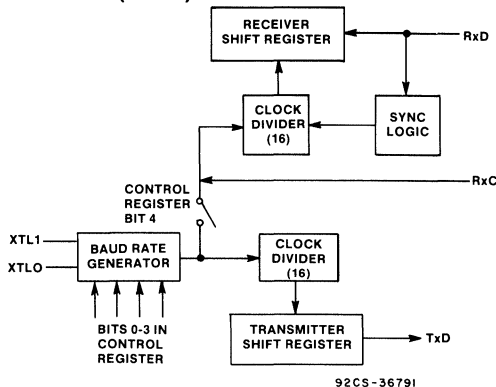 RECEIVER
SHIFT REGISTER
RxD
CLOCK
DIVIDER
(16)
SYNC
LOGIC
CONTROL
REGISTER
BIT 4
RxC
XTL1
XTLO
BAUD RATE
GENERATOR
CLOCK
DIVIDER
(16)
BITS 0-3 IN
CONTROL
REGISTER
TRANSMITTER
SHIFT REGISTER
TxD
92CS-36791